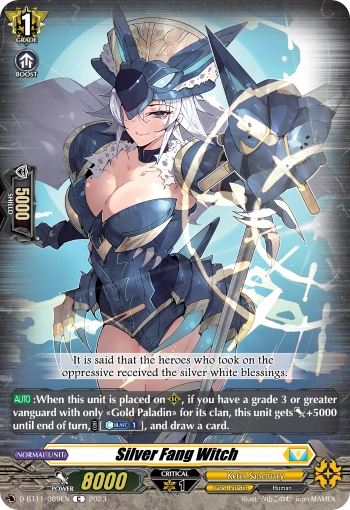 1
GRADE
BOOST
5000
SHIELD
It is said that the heroes who took on the
oppressive received the silver-white blessings.
AUTO :When this unit is placed on R, if you have a grade 3 or greater
vanguard with only «Gold Paladin» for its clan, this unit gets +5000
until end of turn, [BLAST 1], and draw a card.
NORMAL UNIT
Silver Fang Witch
POWER 8000
CRITICAL
1
Keter Sanctuary
Gold Paladin Human
D-BT11/089EN C 2023
Illust/
icon:MAMEX